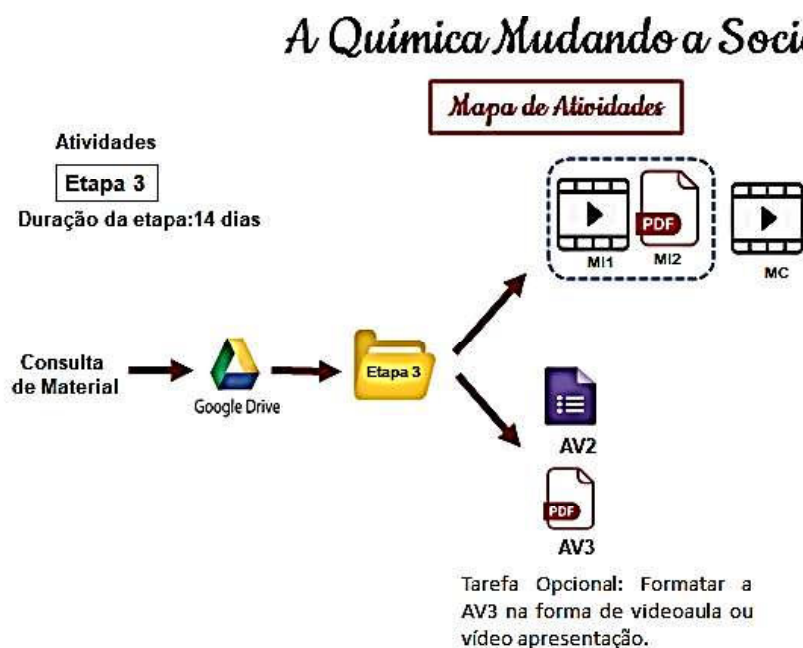 A Química Mudando a Soci
Mapa de Atividades
Atividades
Etapa 3
Duração da etapa:14 dias
PDF
MI1
MI2
MC
Consulta
de Material
Google Drive
Etapa 3
AV2
PDF
AV3
Tarefa Opcional: Formatar a
AV3 na forma de videoaula ou
vídeo apresentação.